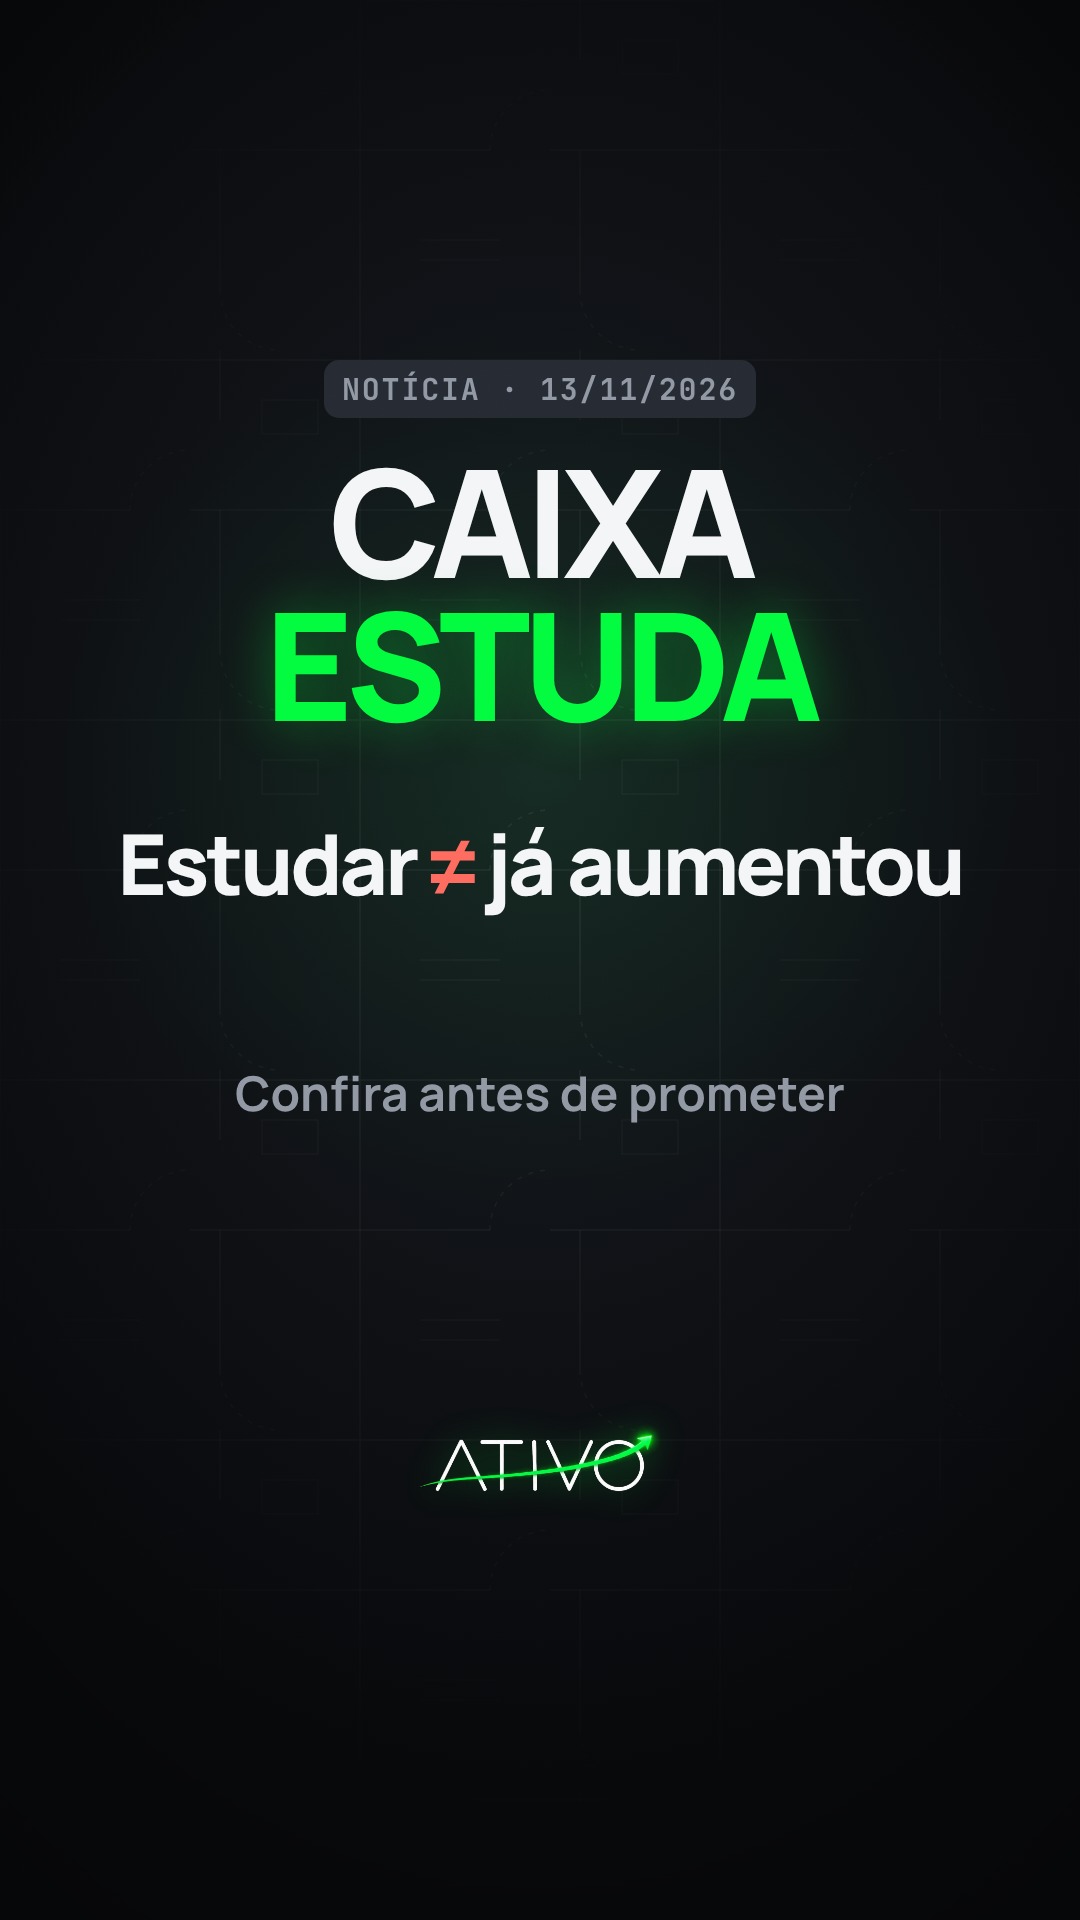 NOTÍCIA · 13/11/2026
CAIXA
ESTUDA
Estudar ≠ já aumentou
Confira antes de prometer
ATIVO